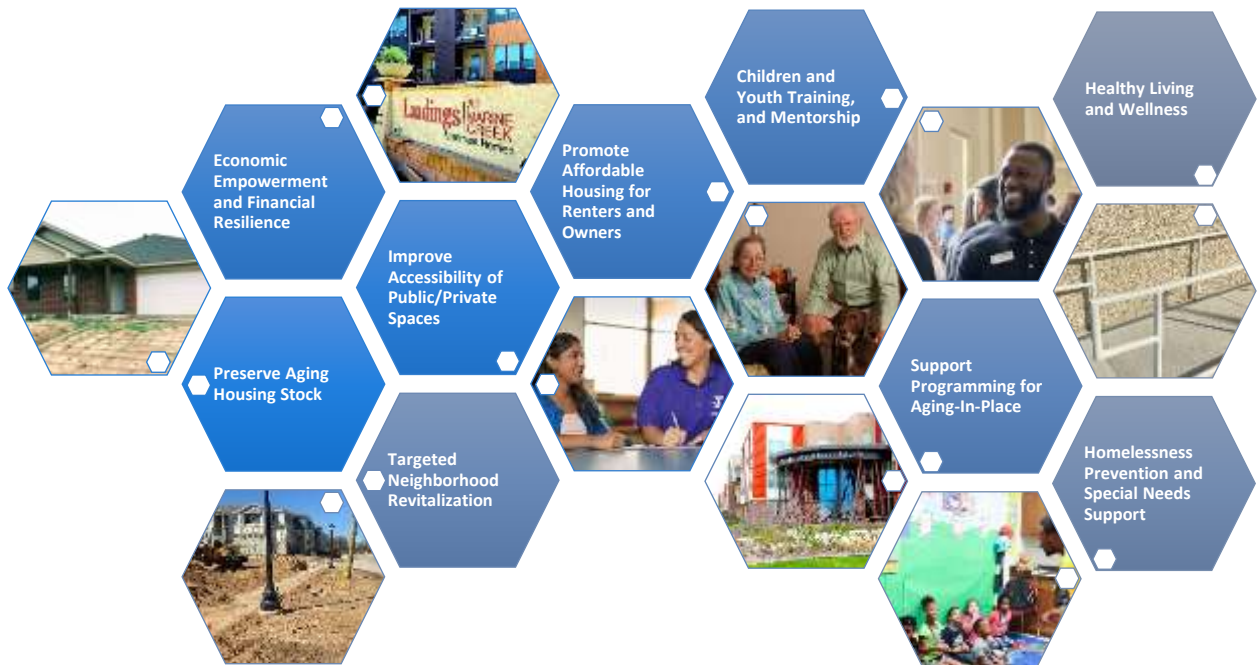 Economic
Empowerment
and Financial
Resilience
Preserve Aging
Housing Stock
Landings
MARINE
CREEK
Improve
Accessibility of
Public/Private
Spaces
Targeted
Neighborhood
Revitalization
Promote
Affordable
Housing for
Renters and
Owners
Children and
Youth Training,
and Mentorship
Support
Programming for
Aging-In-Place
Healthy Living
and Wellness
Homelessness
Prevention and
Special Needs
Support